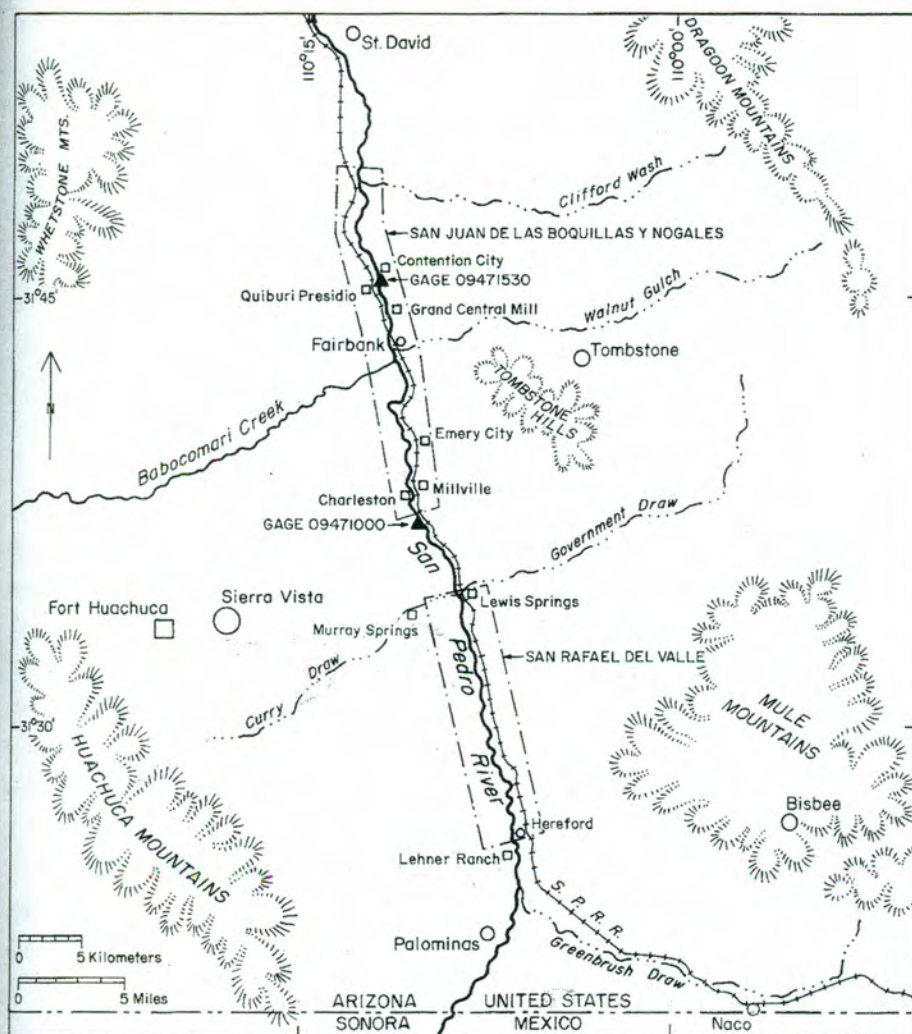 110°15'
St. David
110°00'
DRAGOON MOUNTAINS
WHETSTONE MTS.
Clifford Wash
SAN JUAN DE LAS BOQUILLAS Y NOGALES
Contention City
GAGE 09471530
31°45'
Quiburi Presidio
Grand Central Mill
Walnut Gulch
Fairbank
Tombstone
N
TOMBSTONE
HILLS
Babocomari Creek
Emery City
Millville
Charleston
GAGE 09471000
Government Draw
San Pedro River
Fort Huachuca
Sierra Vista
Lewis Springs
Murray Springs
SAN RAFAEL DEL VALLE
Curry Draw
31°30'
MULE
MOUNTAINS
HUACHUCA MOUNTAINS
Bisbee
Hereford
Lehner Ranch
S. P. R. R.
Palominas
Greenbrush Draw
0 5 Kilometers
0 5 Miles
ARIZONA UNITED STATES
SONORA MEXICO Naco